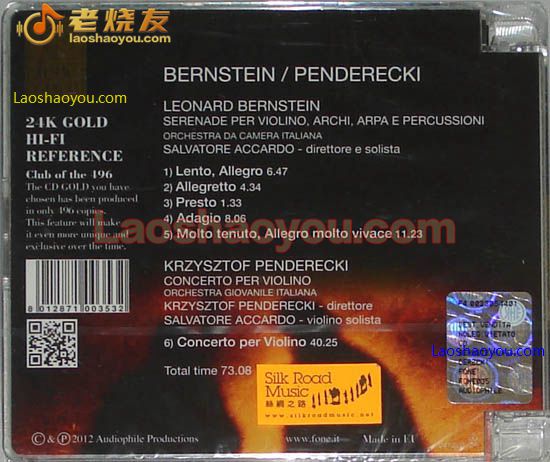 老烧友
laoshaoyou.com
Laoshaoyou.com
BERNSTEIN / PENDERECKI
24K GOLD
HI-FI
REFERENCE
Club of the 496
The CD GOLD you have
chosen has been produced
in only 496 copies.
This feature will make
it even more unique and
exclusive over the time.
8 012871 003532
LEONARD BERNSTEIN
SERENADE PER VIOLINO, ARCHI, ARPA E PERCUSSIONI
ORCHESTRA DA CAMERA ITALIANA
SALVATORE ACCARDO - direttore e solista
1) Lento, Allegro 6.47
2) Allegretto 4.34
3) Presto 1.33
4) Adagio 8.06
5) Molto tenuto, Allegro molto vivace 11.23
Laoshaoyou.com
KRZYSZTOF PENDERECKI
CONCERTO PER VIOLINO
ORCHESTRA GIOVANILE ITALIANA
KRZYSZTOF PENDERECKI - direttore
SALVATORE ACCARDO - violino solista
6) Concerto per Violino 40.25
Total time 73.08
Silk Road
Music
絲綢之路
www.silkroadmusic.net
VENDITA
NOLEG VIETATO
Laoshaoyou.com
FONE
AUDIOPHILE
© & ℗ 2012 Audiophile Productions
www.fone.it
Made in EU